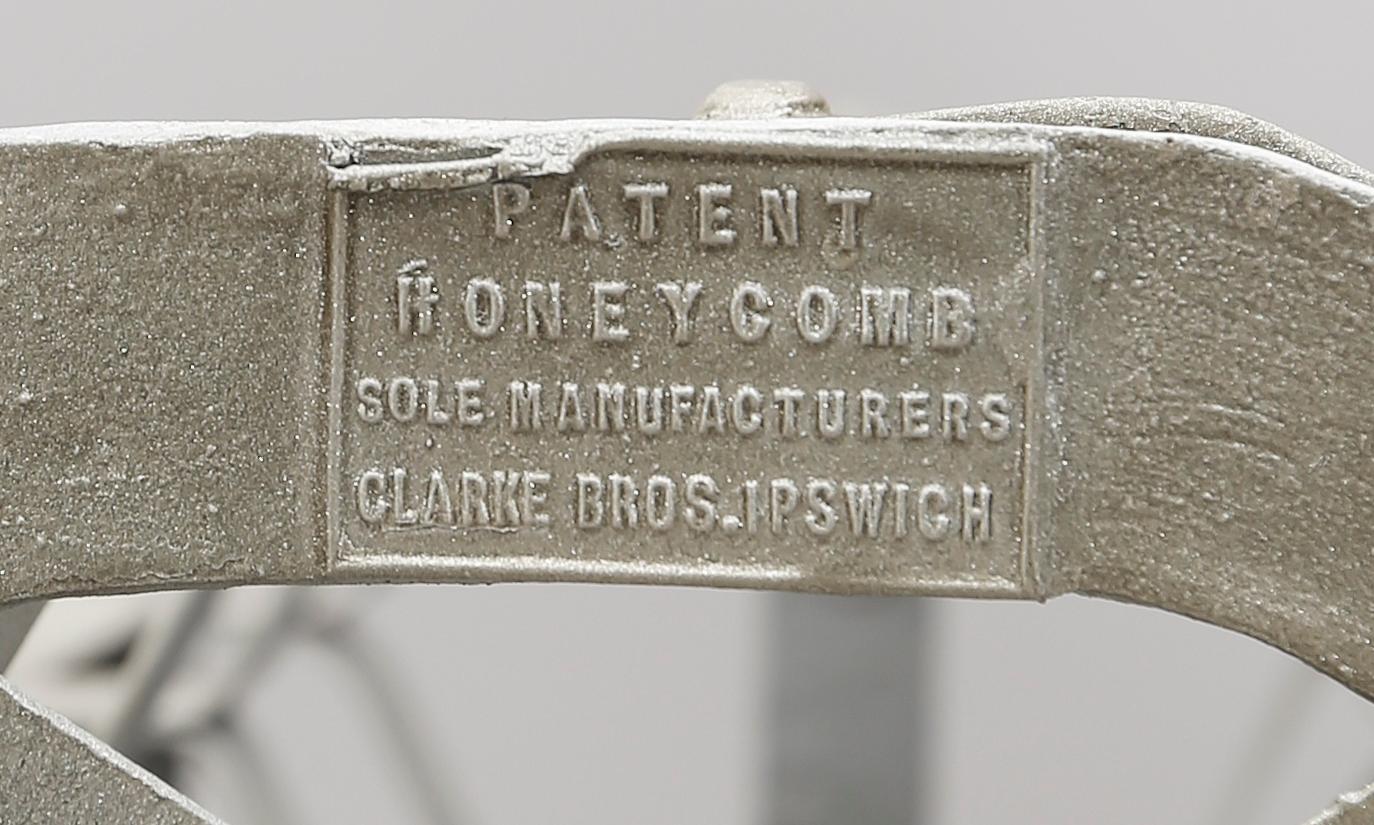 PATENT
HONEYCOMB
SOLE MANUFACTURERS
CLARKE BROS. IPSWICH